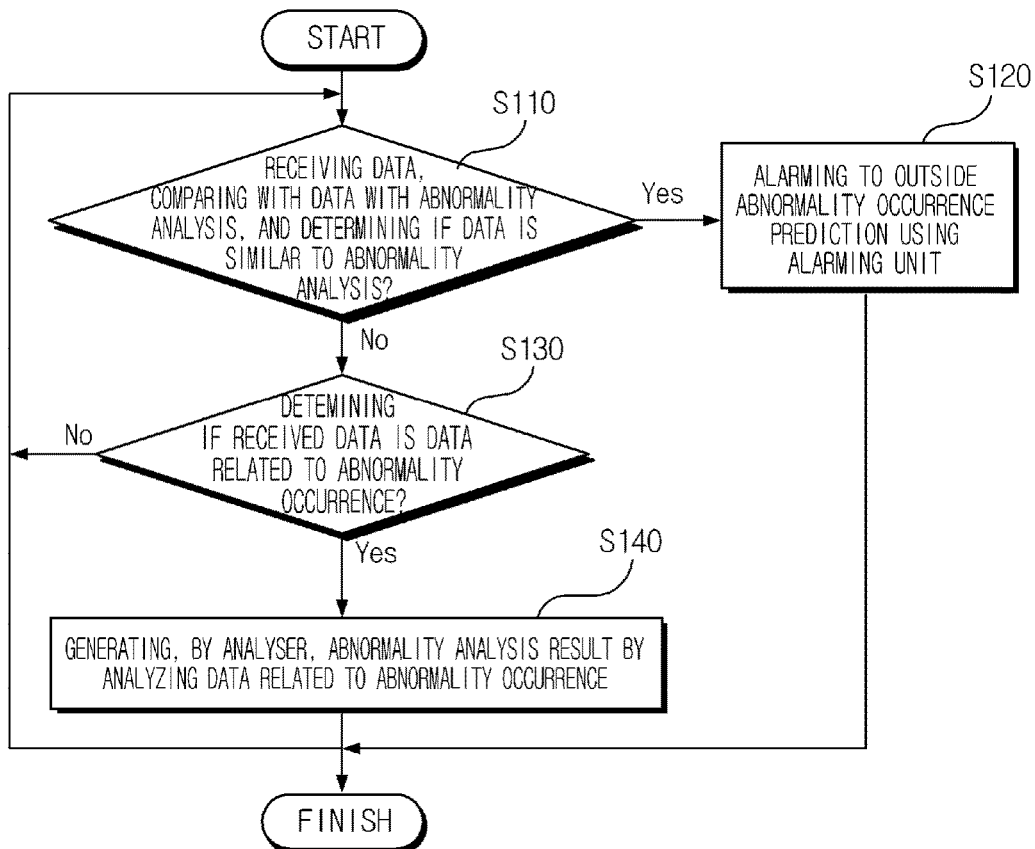 START
S110
S120
RECEIVING DATA,
COMPARING WITH DATA WITH ABNORMALITY
ANALYSIS, AND DETERMINING IF DATA IS
SIMILAR TO ABNORMALITY
ANALYSIS?
Yes
ALARMING TO OUTSIDE
ABNORMALITY OCCURRENCE
PREDICTION USING
ALARMING UNIT
No
S130
DETEMINING
IF RECEIVED DATA IS DATA
RELATED TO ABNORMALITY
OCCURRENCE?
No
Yes
S140
GENERATING, BY ANALYSER, ABNORMALITY ANALYSIS RESULT BY
ANALYZING DATA RELATED TO ABNORMALITY OCCURRENCE
FINISH